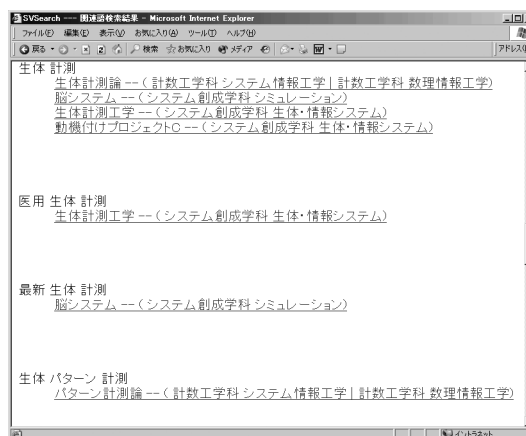 SVSearch --- 関連語検索結果 - Microsoft Internet Explorer
ファイル(F) 編集(E) 表示(V) お気に入り(A) ツール(T) ヘルプ(H)
戻る 検索 お気に入り メディア アドレス(D)
生体 計測
生体計測論 --( 計数工学科 システム情報工学 | 計数工学科 数理情報工学)
脳システム --( システム創成学科 シミュレーション)
生体計測工学 --( システム創成学科 生体・情報システム)
動機付けプロジェクトC --( システム創成学科 生体・情報システム)
医用 生体 計測
生体計測工学 --( システム創成学科 生体・情報システム)
最新 生体 計測
脳システム --( システム創成学科 シミュレーション)
生体 パターン 計測
パターン計測論 --( 計数工学科 システム情報工学 | 計数工学科 数理情報工学)
イントラネット